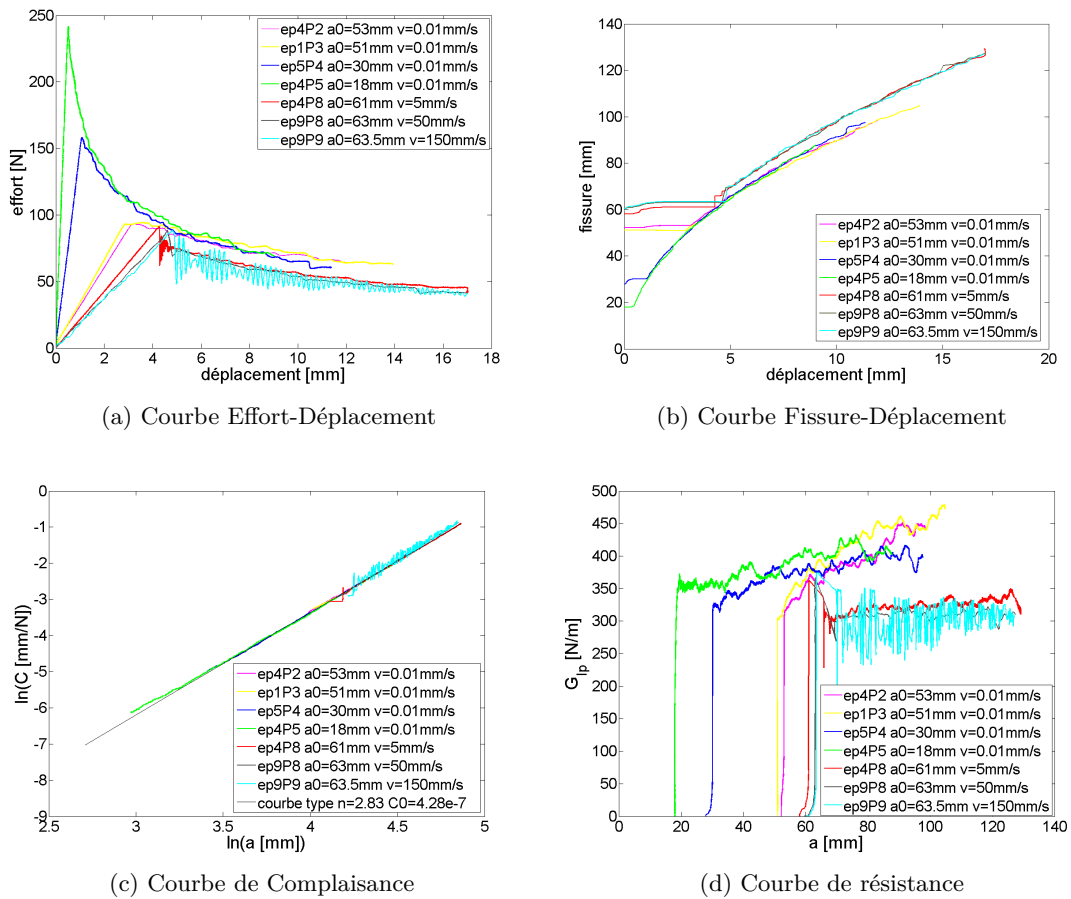 250
200
150
100
50
0
0 2 4 6 8 10 12 14 16 18
effort [N]
déplacement [mm]
ep4P2 a0=53mm v=0.01mm/s
ep1P3 a0=51mm v=0.01mm/s
ep5P4 a0=30mm v=0.01mm/s
ep4P5 a0=18mm v=0.01mm/s
ep4P8 a0=61mm v=5mm/s
ep9P8 a0=63mm v=50mm/s
ep9P9 a0=63.5mm v=150mm/s
(a) Courbe Effort-Déplacement
140
120
100
80
60
40
20
0
0 5 10 15 20
fissure [mm]
déplacement [mm]
ep4P2 a0=53mm v=0.01mm/s
ep1P3 a0=51mm v=0.01mm/s
ep5P4 a0=30mm v=0.01mm/s
ep4P5 a0=18mm v=0.01mm/s
ep4P8 a0=61mm v=5mm/s
ep9P8 a0=63mm v=50mm/s
ep9P9 a0=63.5mm v=150mm/s
(b) Courbe Fissure-Déplacement
0
-1
-2
-3
-4
-5
-6
-7
-8
-9
2.5 3 3.5 4 4.5 5
ln(C [mm/N])
ln(a [mm])
ep4P2 a0=53mm v=0.01mm/s
ep1P3 a0=51mm v=0.01mm/s
ep5P4 a0=30mm v=0.01mm/s
ep4P5 a0=18mm v=0.01mm/s
ep4P8 a0=61mm v=5mm/s
ep9P8 a0=63mm v=50mm/s
ep9P9 a0=63.5mm v=150mm/s
courbe type n=2.83 C0=4.28e-7
(c) Courbe de Complaisance
500
450
400
350
300
250
200
150
100
50
0
0 20 40 60 80 100 120 140
G_Ip [N/m]
a [mm]
ep4P2 a0=53mm v=0.01mm/s
ep1P3 a0=51mm v=0.01mm/s
ep5P4 a0=30mm v=0.01mm/s
ep4P5 a0=18mm v=0.01mm/s
ep4P8 a0=61mm v=5mm/s
ep9P8 a0=63mm v=50mm/s
ep9P9 a0=63.5mm v=150mm/s
(d) Courbe de résistance